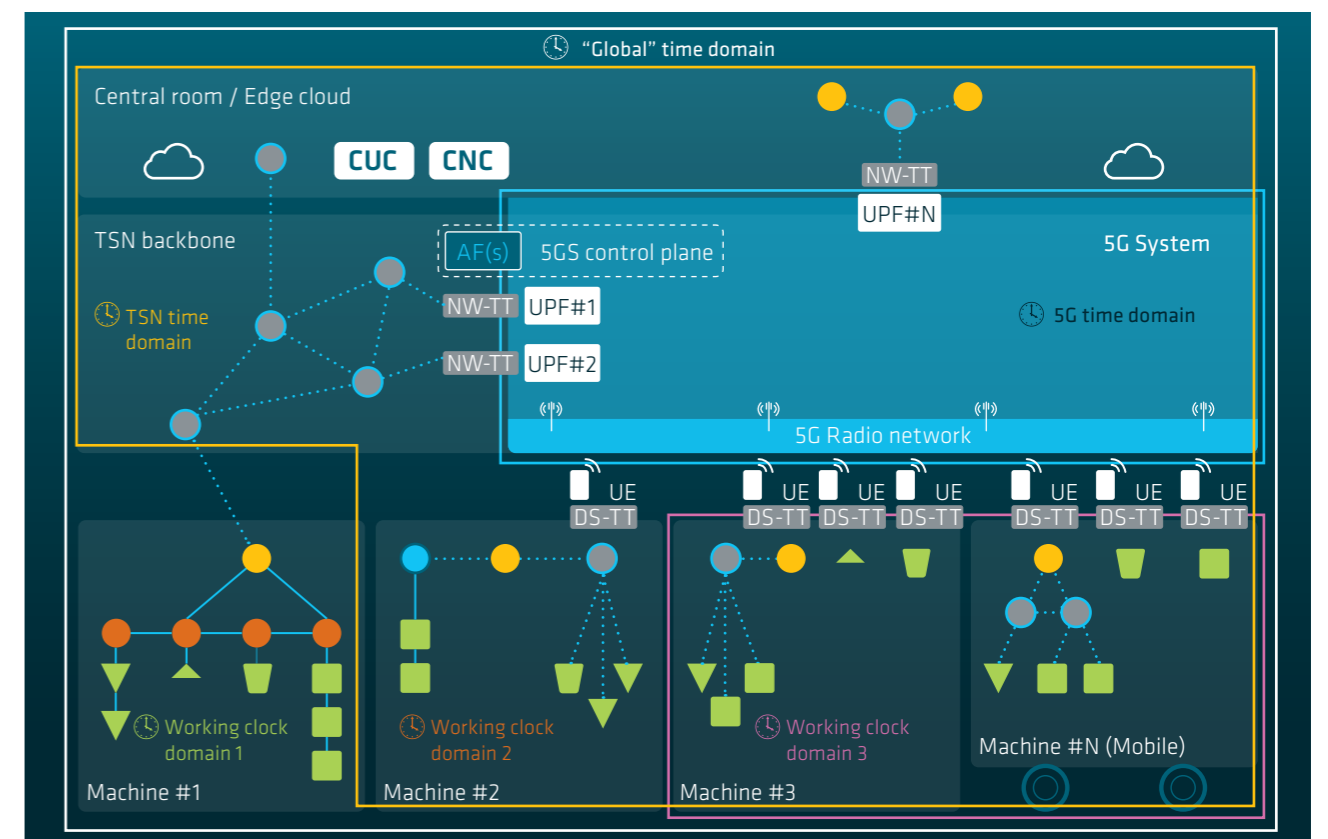 “Global” time domain
Central room / Edge cloud
CUC
CNC
NW-TT
UPF#N
TSN backbone
AF(s)
5GS control plane
5G System
NW-TT
UPF#1
TSN time
domain
5G time domain
NW-TT
UPF#2
5G Radio network
UE
UE
UE
UE
UE
UE
UE
DS-TT
DS-TT
DS-TT
DS-TT
DS-TT
DS-TT
DS-TT
Working clock
domain 1
Working clock
domain 2
Working clock
domain 3
Machine #N (Mobile)
Machine #1
Machine #2
Machine #3